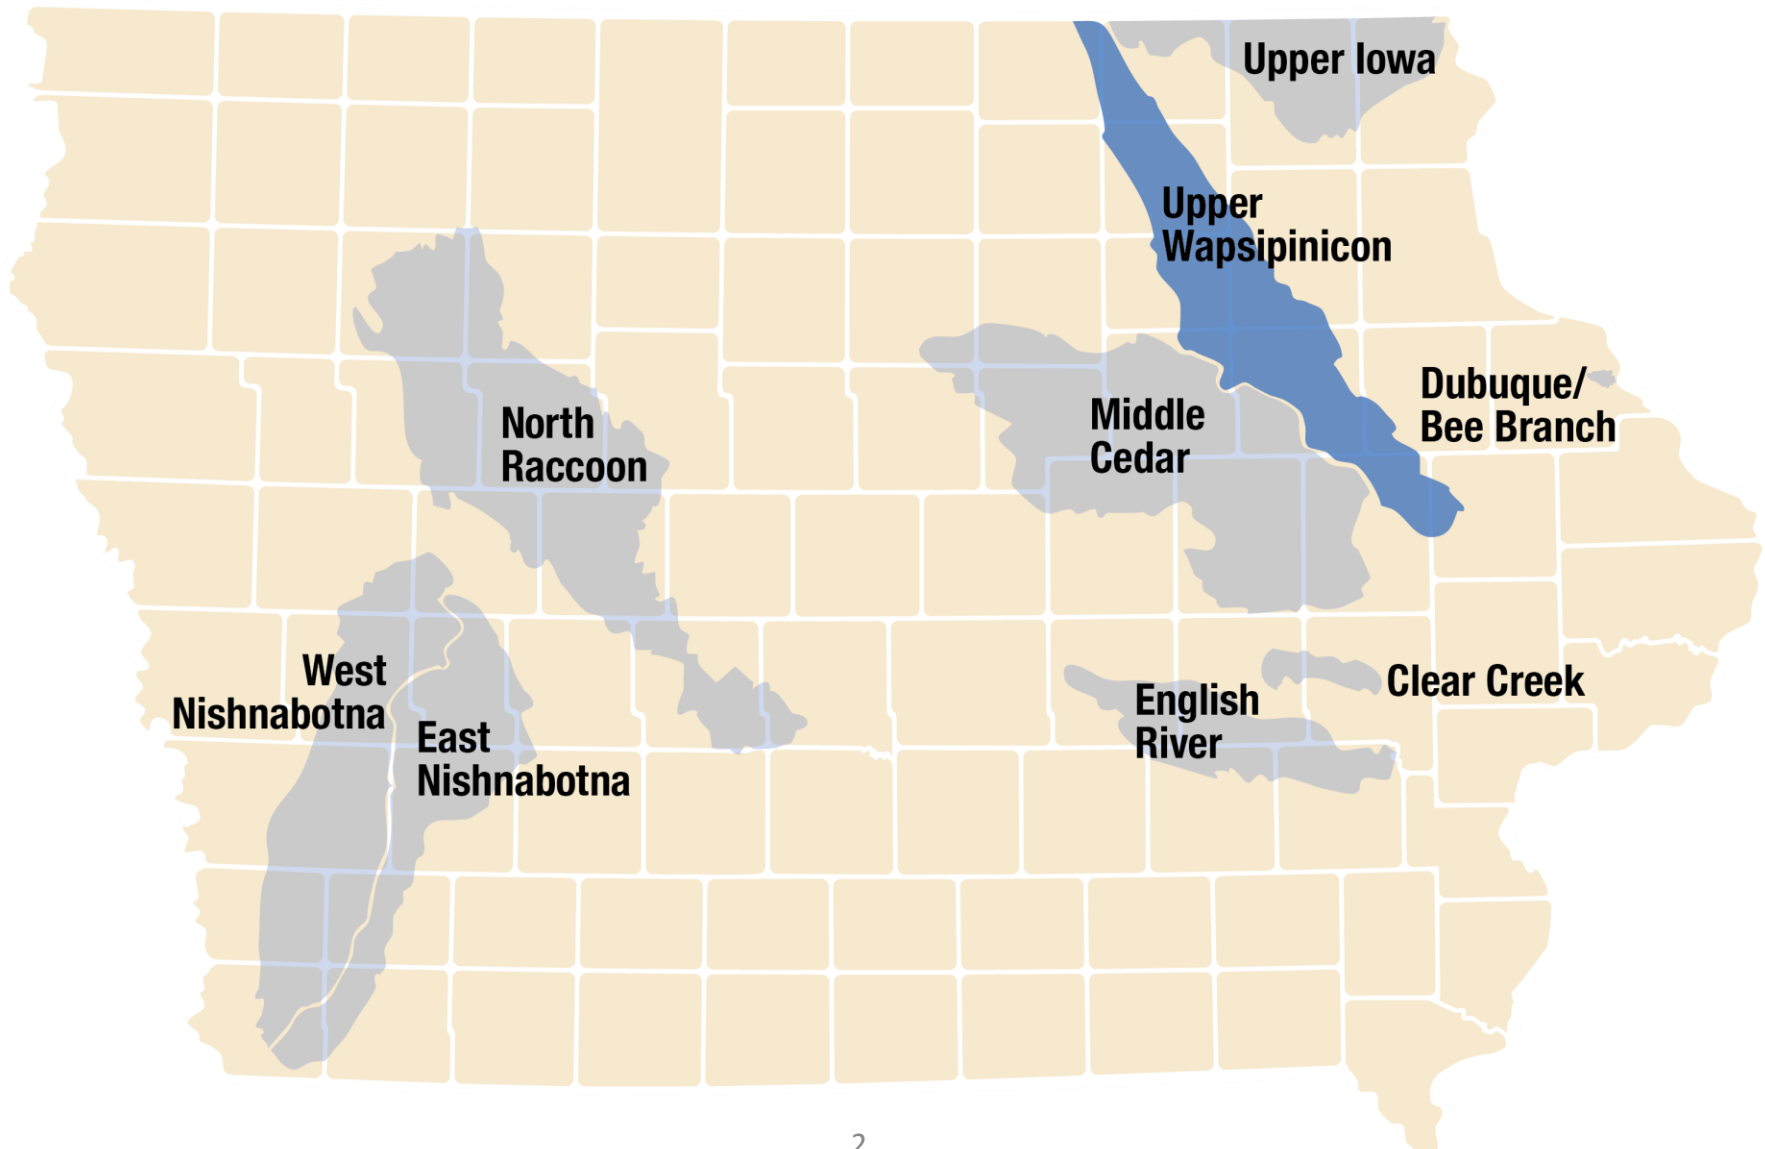 Upper Iowa
Upper
Wapsipinicon
Dubuque/
Bee Branch
North
Raccoon
Middle
Cedar
West
Nishnabotna
East
Nishnabotna
English
River
Clear Creek
2